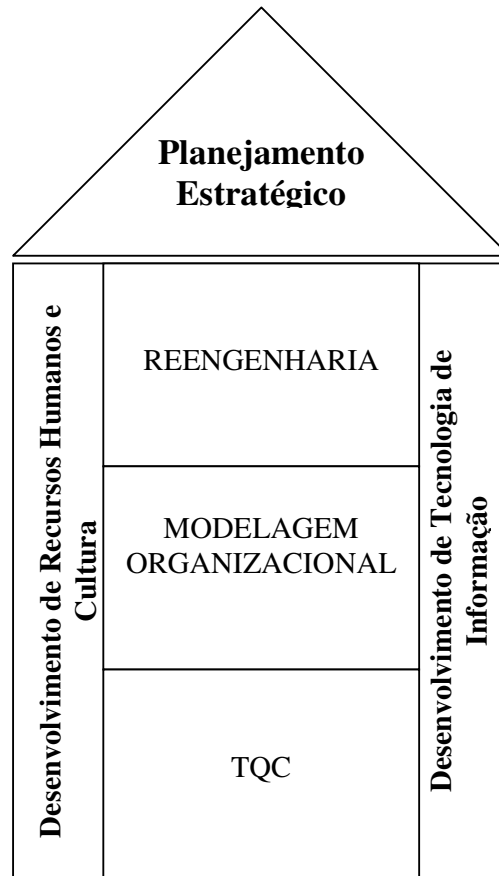 Planejamento
Estratégico
Desenvolvimento de Recursos Humanos e
Cultura
REENGENHARIA
MODELAGEM
ORGANIZACIONAL
TQC
Desenvolvimento de Tecnologia de
Informação